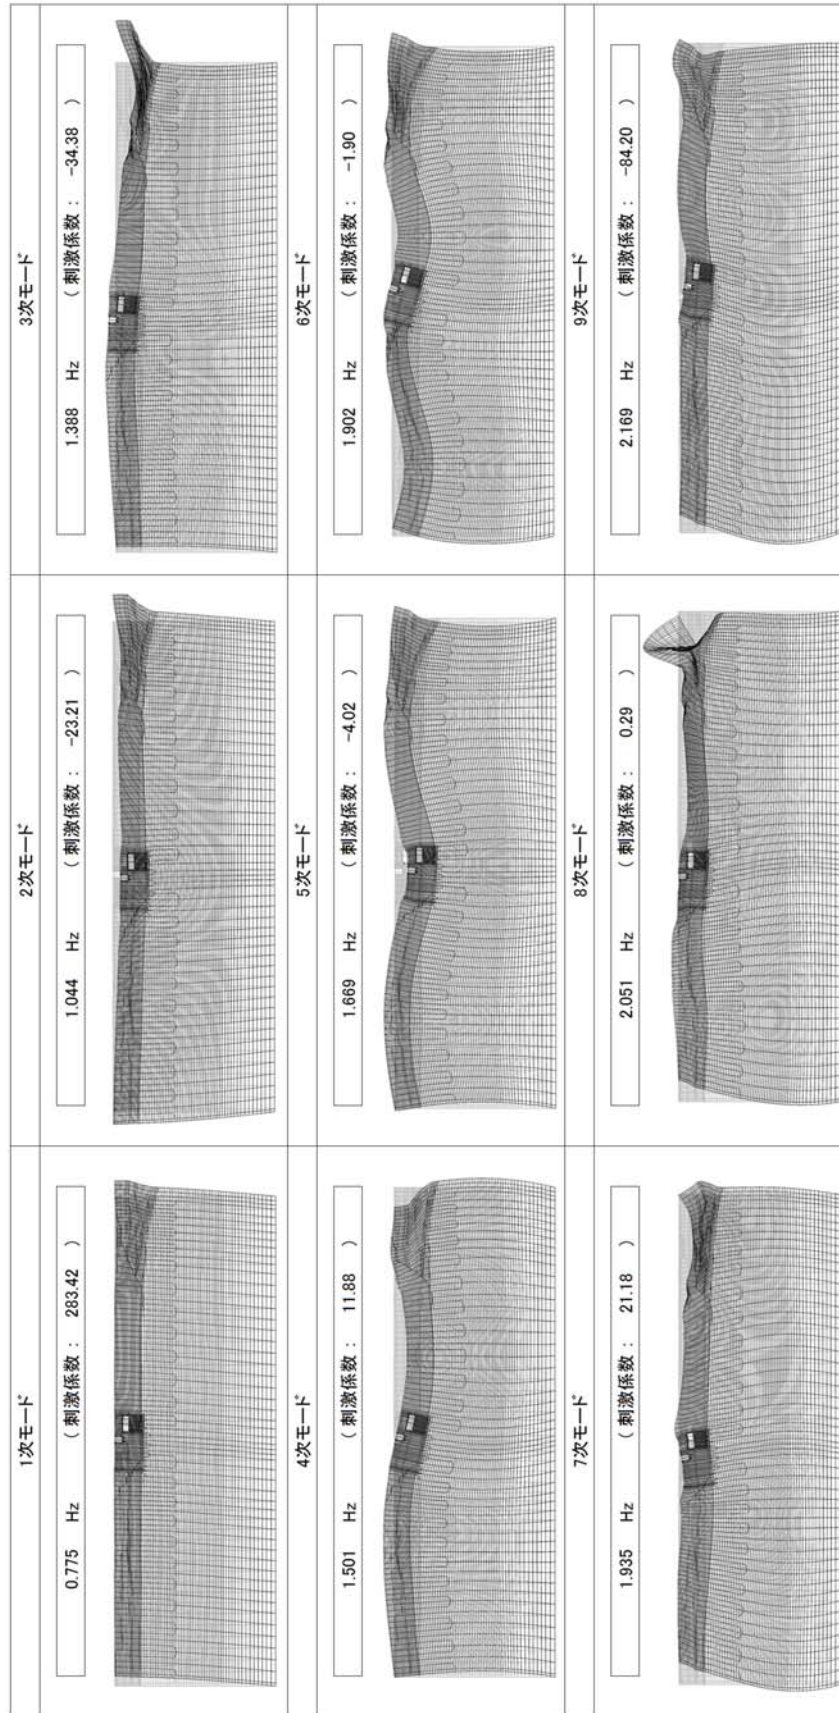 1次モード
0.775 Hz （ 刺激係数： 283.42 ）
2次モード
1.044 Hz （ 刺激係数： -23.21 ）
3次モード
1.388 Hz （ 刺激係数： -34.38 ）
4次モード
1.501 Hz （ 刺激係数： 11.88 ）
5次モード
1.669 Hz （ 刺激係数： -4.02 ）
6次モード
1.902 Hz （ 刺激係数： -1.90 ）
7次モード
1.935 Hz （ 刺激係数： 21.18 ）
8次モード
2.051 Hz （ 刺激係数： 0.29 ）
9次モード
2.169 Hz （ 刺激係数： -84.20 ）